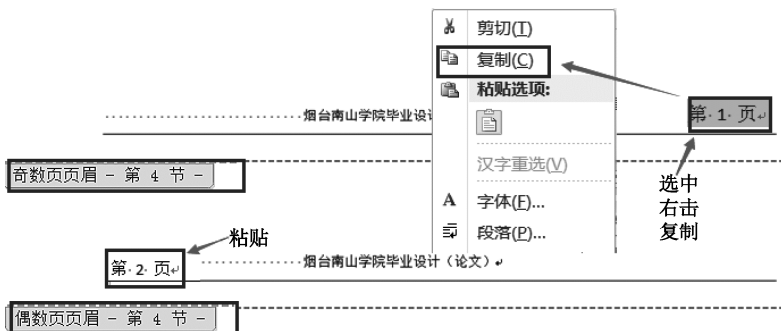 剪切(T)
复制(C)
粘贴选项:
烟台南山学院毕业设
第 1 页
汉字重选(V)
奇数页页眉 - 第 4 节 -
选中
右击
复制
字体(F)...
段落(P)...
粘贴
第 2 页
烟台南山学院毕业设计（论文）
偶数页页眉 - 第 4 节 -